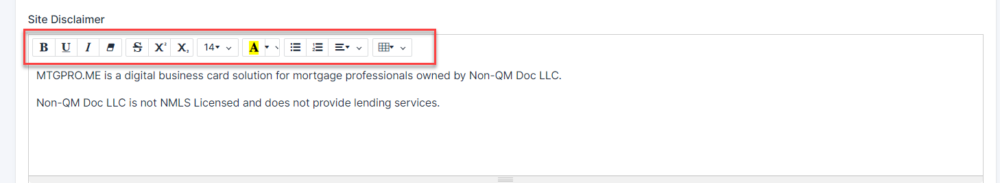 Site Disclaimer
B U I S X² X₂ 14 A
MTGPRO.ME is a digital business card solution for mortgage professionals owned by Non-QM Doc LLC.
Non-QM Doc LLC is not NMLS Licensed and does not provide lending services.